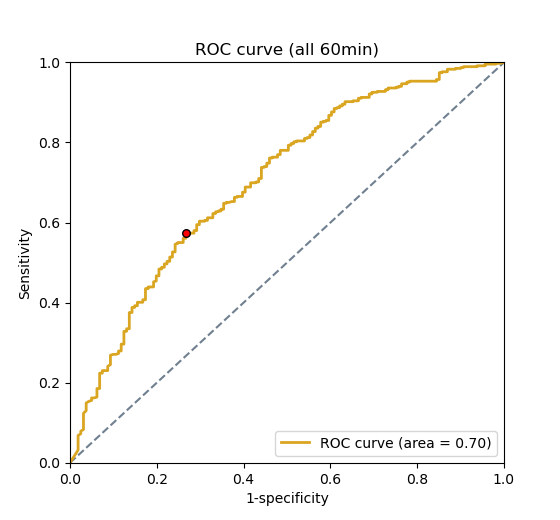 ROC curve (all 60min)
1.0
0.8
0.6
0.4
0.2
0.0
Sensitivity
ROC curve (area = 0.70)
0.0 0.2 0.4 0.6 0.8 1.0
1-specificity